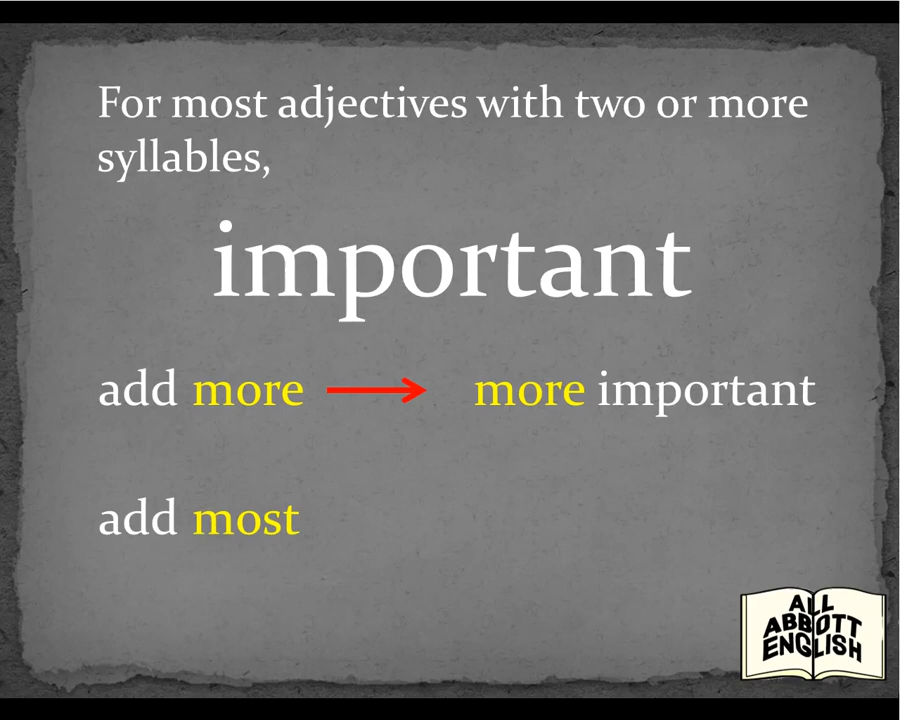 For most adjectives with two or more
syllables,
important
add more more important
add most
ALL
ABBOTT
ENGLISH